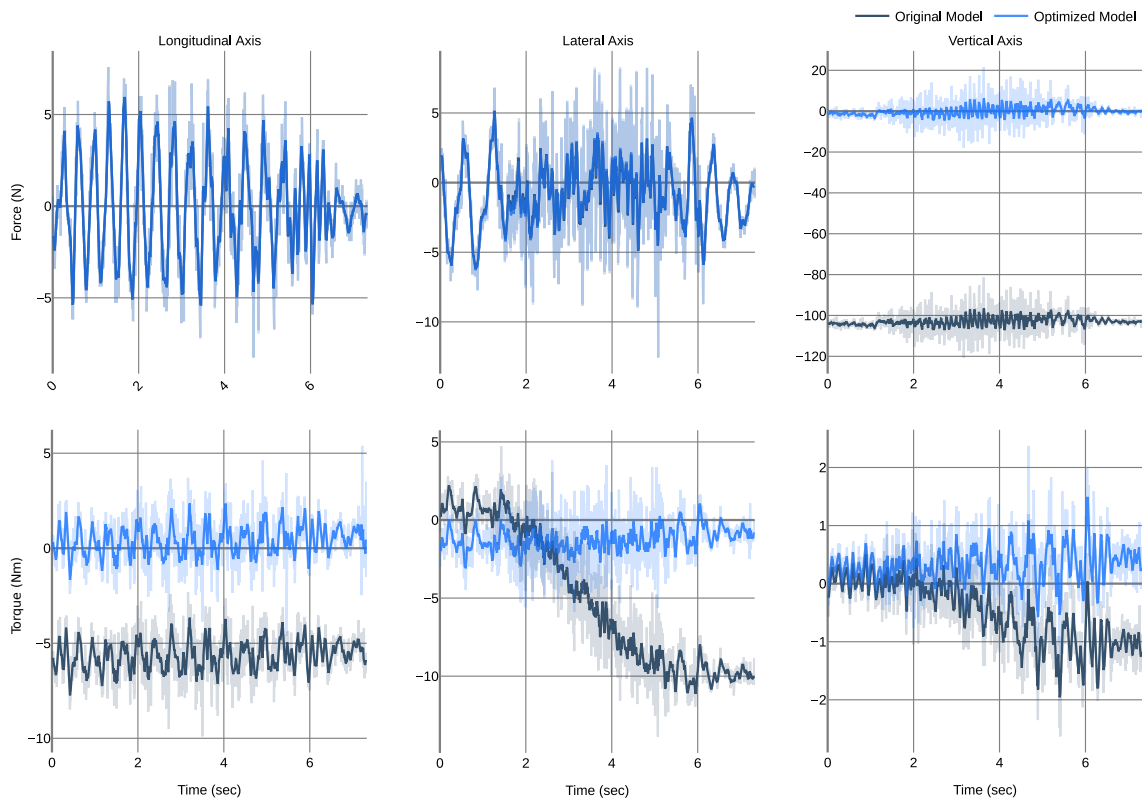 Original Model Optimized Model
Longitudinal Axis Lateral Axis Vertical Axis
Force (N)
5
0
−5
0 2 4 6
5
0
−5
−10
0 2 4 6
20
0
−20
−40
−60
−80
−100
−120
0 2 4 6
Torque (Nm)
5
0
−5
−10
0 2 4 6
5
0
−5
−10
0 2 4 6
2
1
0
−1
−2
0 2 4 6
Time (sec) Time (sec) Time (sec)